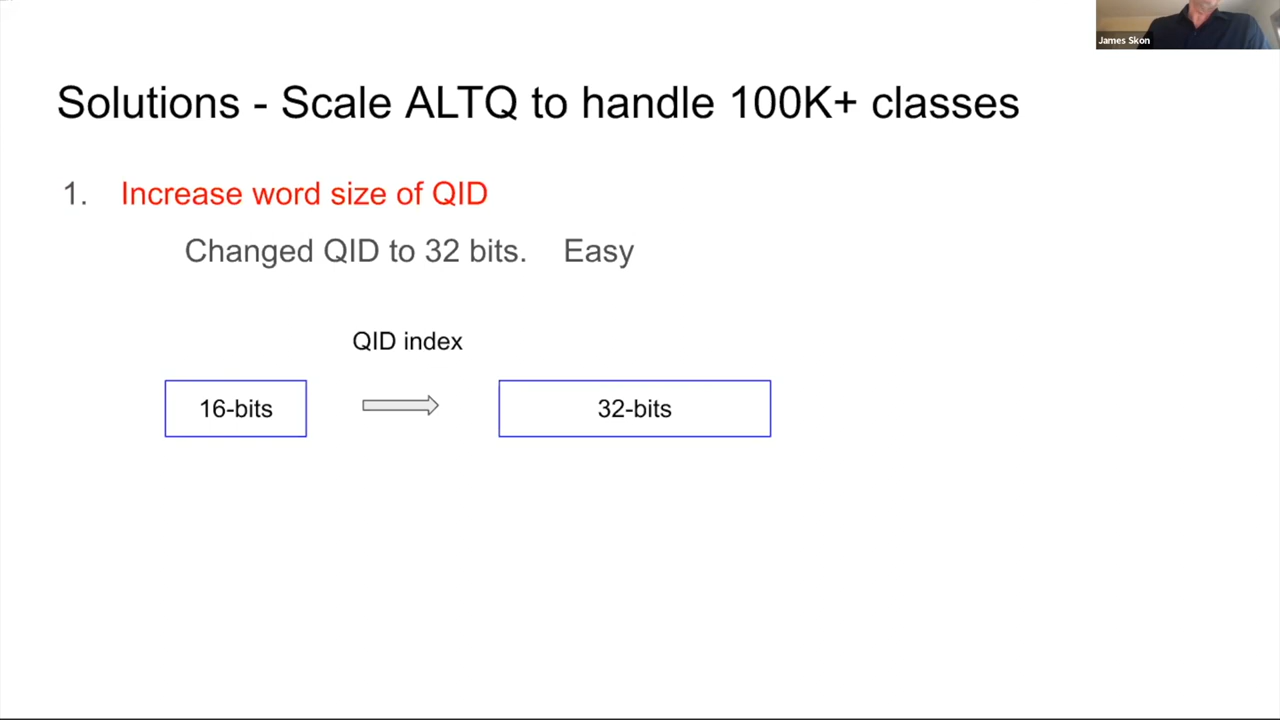 James Skon
Solutions - Scale ALTQ to handle 100K+ classes
1. Increase word size of QID
Changed QID to 32 bits. Easy
QID index
16-bits
32-bits